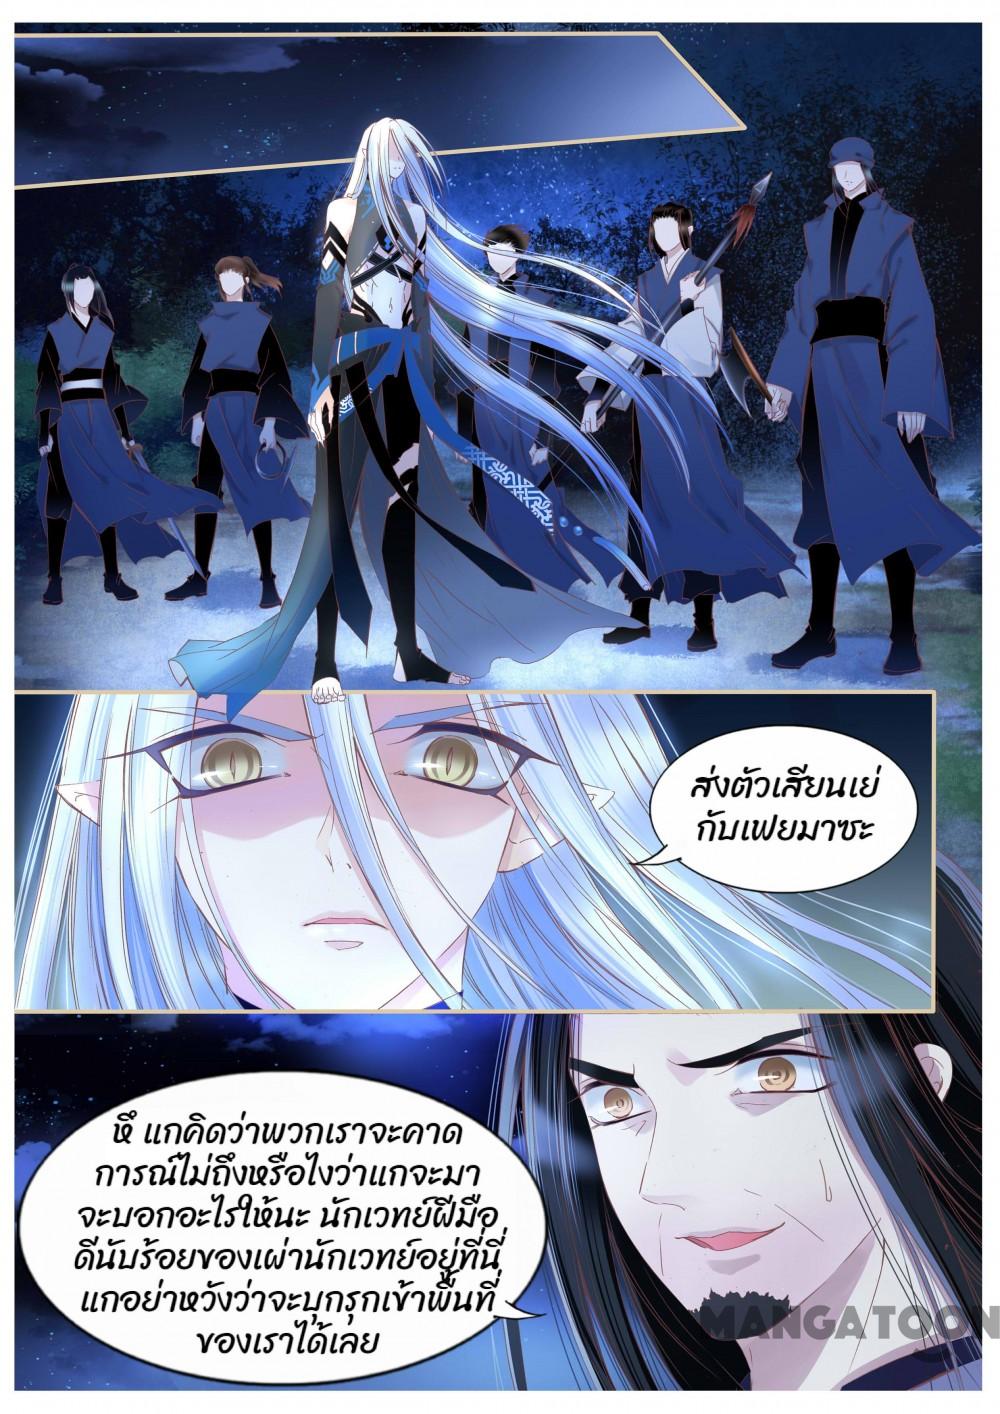 ส่งตัวเสียนเย่
กับเฟยมาซะ
หึ แกคิดว่าพวกเราจะคาด
การณ์ไม่ถึงหรือไงว่าแกจะมา
จะบอกอะไรให้นะ นักเวทย์ฝีมือ
ดีนับร้อยของเผ่านักเวทย์อยู่ที่นี่
แกอย่าหวังว่าจะบุกรุกเข้าพื้นที่
ของเราได้เลย
MANGATOON